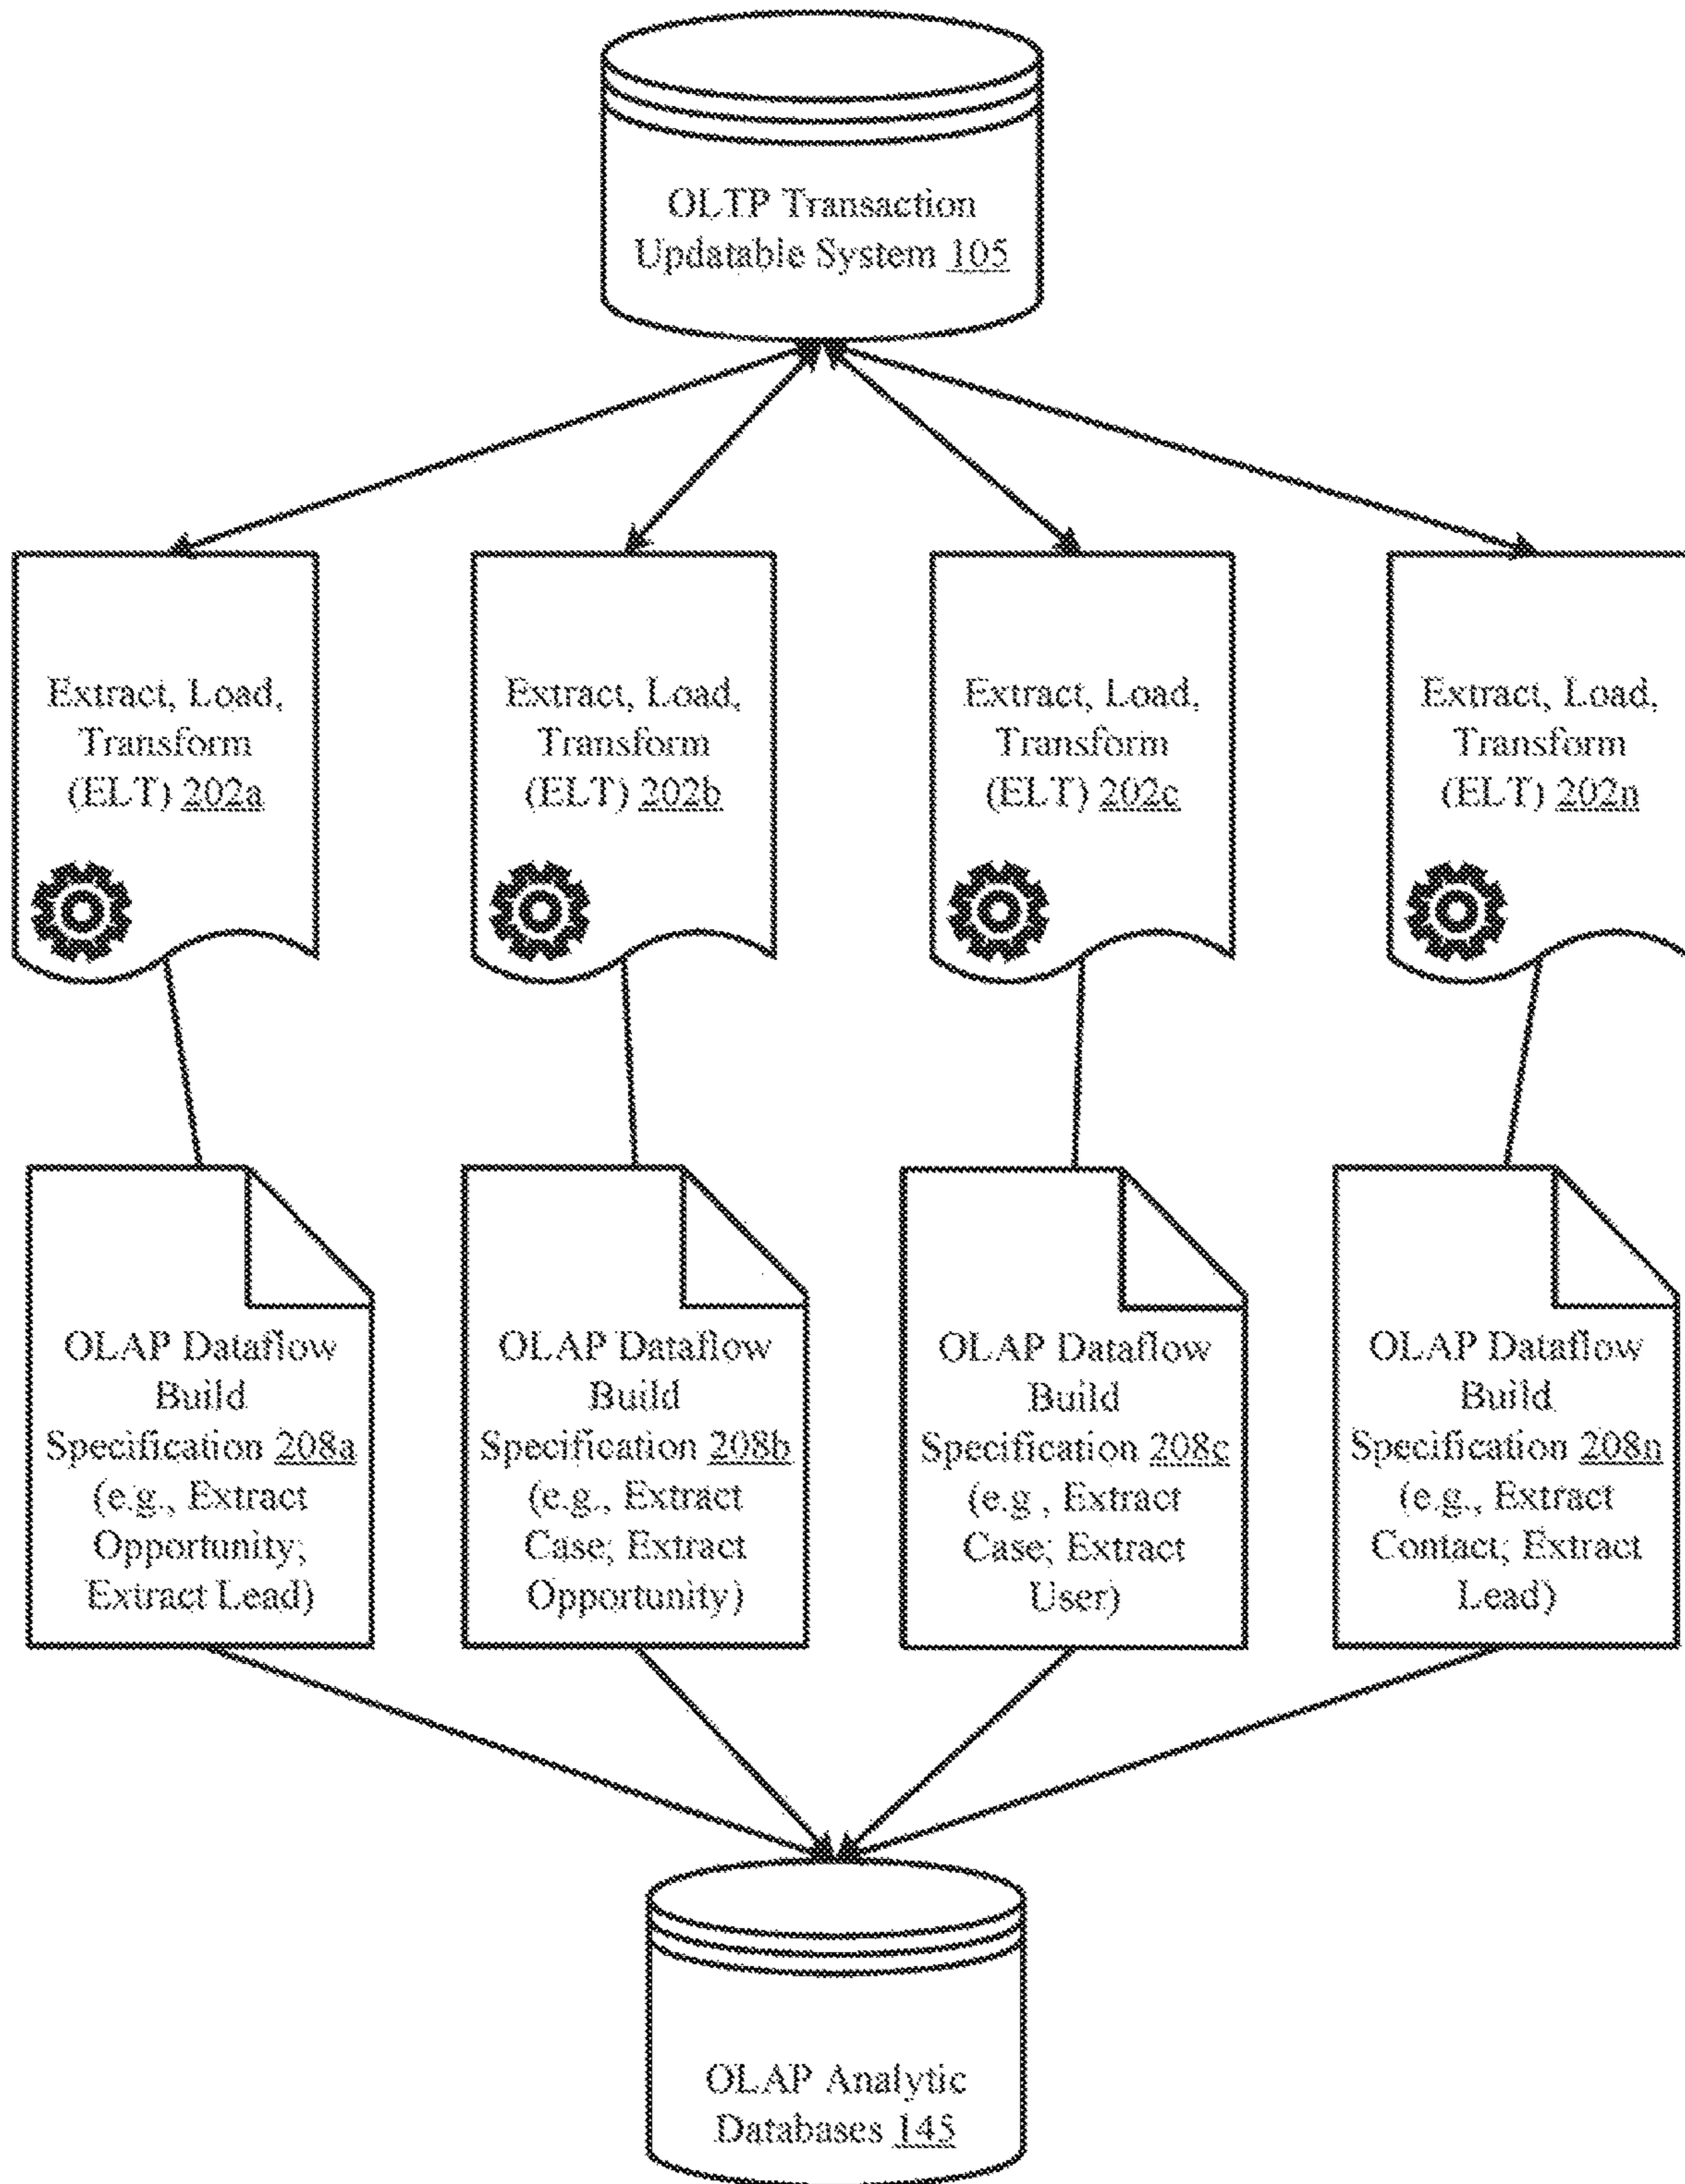 OLTP Transaction
Updatable System 105
Extract, Load,
Transform
(ELT) 202a
Extract, Load,
Transform
(ELT) 202b
Extract, Load,
Transform
(ELT) 202c
Extract, Load,
Transform
(ELT) 202n
OLAP Dataflow
Build
Specification 208a
(e.g., Extract
Opportunity;
Extract Lead)
OLAP Dataflow
Build
Specification 208b
(e.g., Extract
Case; Extract
Opportunity)
OLAP Dataflow
Build
Specification 208c
(e.g , Extract
Case; Extract
User)
OLAP Dataflow
Build
Specification 208n
(e.g., Extract
Contact; Extract
Lead)
OLAP Analytic
Databases 145